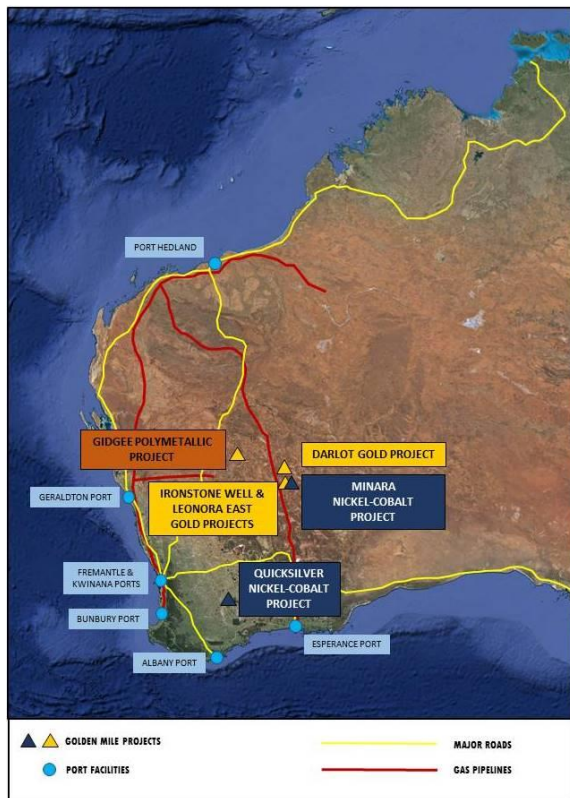 PORT HEDLAND
GIDGEE POLYMETALLIC
PROJECT
DARLOT GOLD PROJECT
GERALDTON PORT
IRONSTONE WELL &
LEONORA EAST
GOLD PROJECTS
MINARA
NICKEL-COBALT
PROJECT
FREMANTLE &
KWINANA PORTS
QUICKSILVER
NICKEL-COBALT
PROJECT
BUNBURY PORT
ESPERANCE PORT
ALBANY PORT
GOLDEN MILE PROJECTS
MAJOR ROADS
PORT FACILITIES
GAS PIPELINES